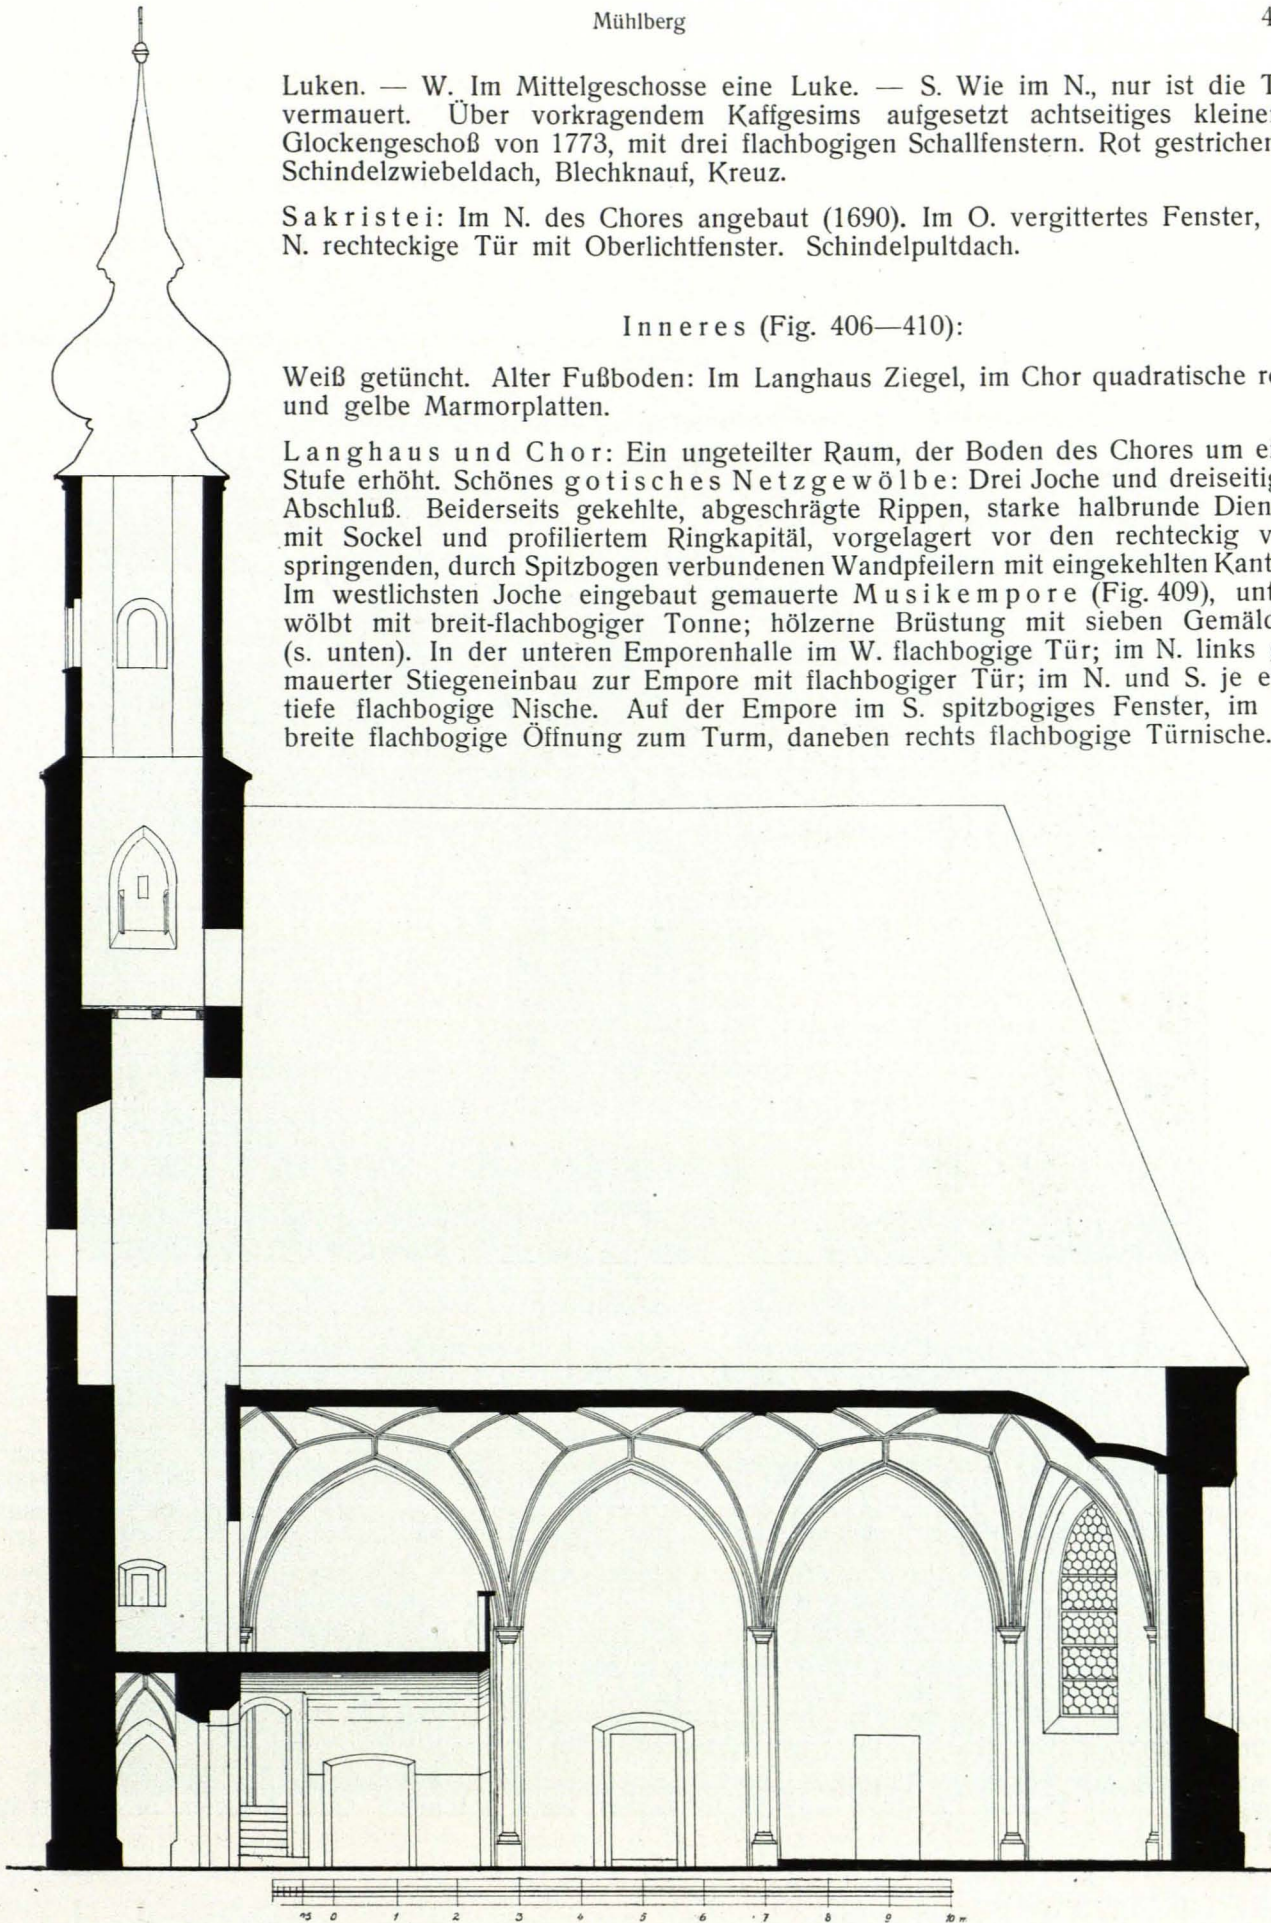 Mühlberg
4
Luken. — W. Im Mittelgeschosse eine Luke. — S. Wie im N., nur ist die T
vermauert. Über vorkragendem Kaffgesims aufgesetzt achtseitiges kleine
Glockengeschoß von 1773, mit drei flachbogigen Schallfenstern. Rot gestrichen
Schindelzwiebeldach, Blechknauf, Kreuz.
Sakristei: Im N. des Chores angebaut (1690). Im O. vergittertes Fenster,
N. rechteckige Tür mit Oberlichtfenster. Schindelpultdach.
Inneres (Fig. 406—410):
Weiß getüncht. Alter Fußboden: Im Langhaus Ziegel, im Chor quadratische r
und gelbe Marmorplatten.
Langhaus und Chor: Ein ungeteilter Raum, der Boden des Chores um e
Stufe erhöht. Schönes gotisches Netzgewölbe: Drei Joche und dreiseitig
Abschluß. Beiderseits gekehlte, abgeschrägte Rippen, starke halbrunde Dien
mit Sockel und profiliertem Ringkapitäl, vorgelagert vor den rechteckig v
springenden, durch Spitzbogen verbundenen Wandpfeilern mit eingekehlten Kant
Im westlichsten Joche eingebaut gemauerte Musikempore (Fig. 409), unt
wölbt mit breit-flachbogiger Tonne; hölzerne Brüstung mit sieben Gemäld
(s. unten). In der unteren Emporenhalle im W. flachbogige Tür; im N. links
mauerter Stiegeneinbau zur Empore mit flachbogiger Tür; im N. und S. je e
tiefe flachbogige Nische. Auf der Empore im S. spitzbogiges Fenster, im
breite flachbogige Öffnung zum Turm, daneben rechts flachbogige Türnische.
0 1 2 3 4 5 6 7 8 9 10 m